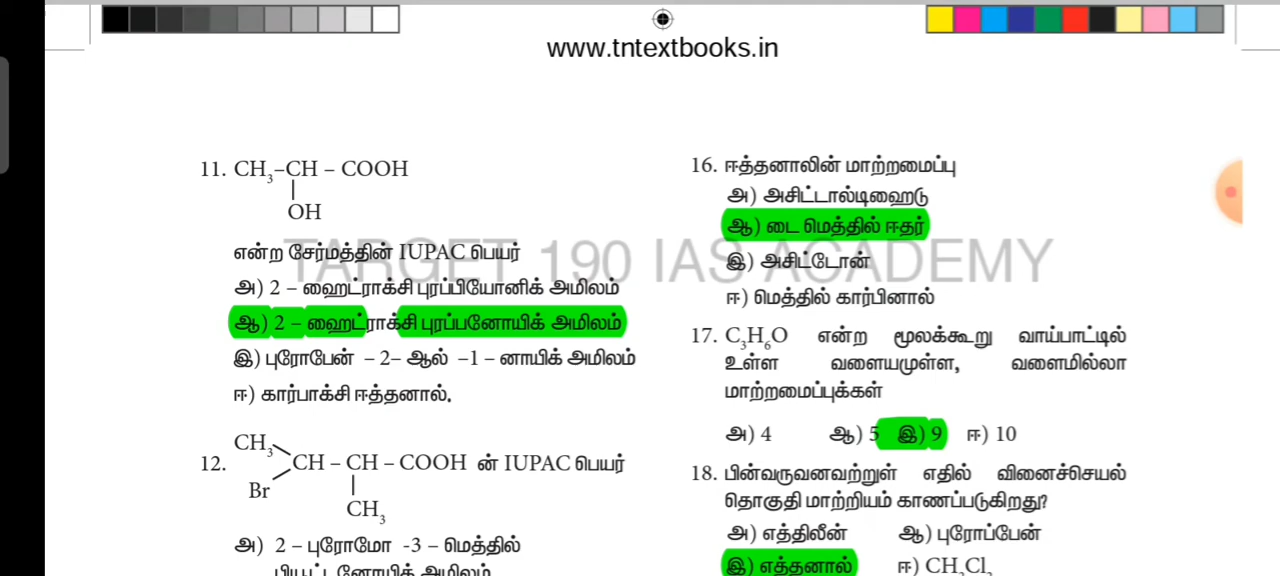 www.tntextbooks.in
TARGET 190 IAS ACADEMY
11. CH₃–CH – COOH
|
OH
என்ற சேர்மத்தின் IUPAC பெயர்
அ) 2 – ஹைட்ராக்சி புரப்பியோனிக் அமிலம்
ஆ) 2 – ஹைட்ராக்சி புரப்பனோயிக் அமிலம்
இ) புரோபேன் – 2– ஆல் –1 – னாயிக் அமிலம்
ஈ) கார்பாக்சி ஈத்தனால்.
CH₃
12. CH – CH – COOH ன் IUPAC பெயர்
Br |
CH₃
அ) 2 – புரோமோ -3 – மெத்தில்
பியூட்டனோயிக் அமிலம்
16. ஈத்தனாலின் மாற்றமைப்பு
அ) அசிட்டால்டிஹைடு
ஆ) டை மெத்தில் ஈதர்
இ) அசிட்டோன்
ஈ) மெத்தில் கார்பினால்
17. C₃H₆O என்ற மூலக்கூறு வாய்பாட்டில்
உள்ள வளையமுள்ள, வளைமில்லா
மாற்றமைப்புக்கள்
அ) 4 ஆ) 5 இ) 9 ஈ) 10
18. பின்வருவனவற்றுள் எதில் வினைச்செயல்
தொகுதி மாற்றியம் காணப்படுகிறது?
அ) எத்திலீன் ஆ) புரோப்பேன்
இ) எத்தனால் ஈ) CH₂Cl₂